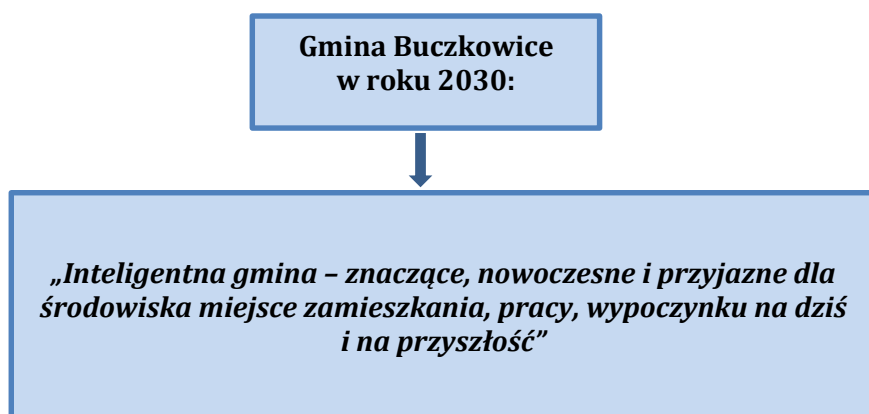 Gmina Buczkowice
w roku 2030:
„Inteligentna gmina – znaczące, nowoczesne i przyjazne dla
środowiska miejsce zamieszkania, pracy, wypoczynku na dziś
i na przyszłość”